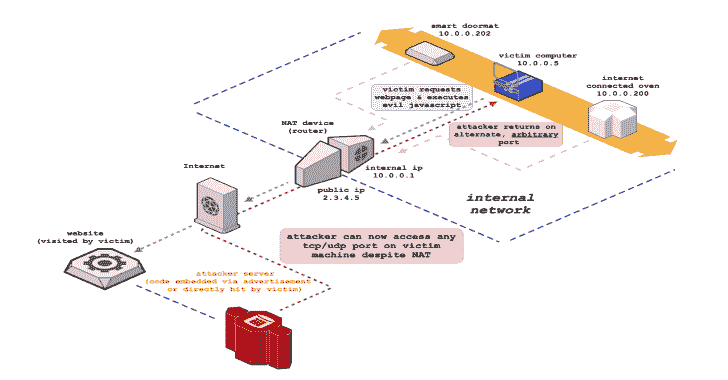 smart doormat
10.0.0.202
victim computer
10.0.0.5
internet
connected oven
10.0.0.200
victim requests
webpage & executes
evil javascript.
NAT device
(router)
attacker returns on
alternate, arbitrary
port
internal ip
10.0.0.1
Internet
public ip
2.3.4.5
internal
network
website
(visited by victim)
attacker can now access any
tcp/udp port on victim
machine despite NAT
attacker server
(code embedded via advertisement
or directly hit by victim)